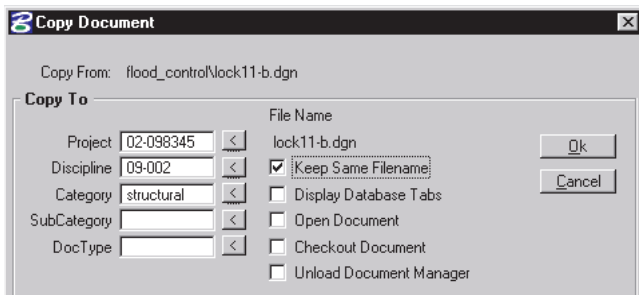 Copy Document
Copy From: flood_control\lock11-b.dgn
Copy To
File Name
Project 02-098345 < lock11-b.dgn Ok
Discipline 09-002 < Keep Same Filename
Category structural < Display Database Tabs Cancel
SubCategory < Open Document
DocType < Checkout Document
Unload Document Manager